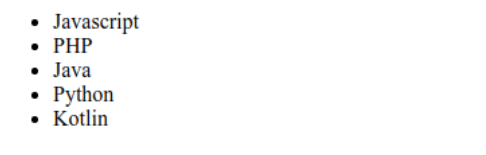 • Javascript
• PHP
• Java
• Python
• Kotlin